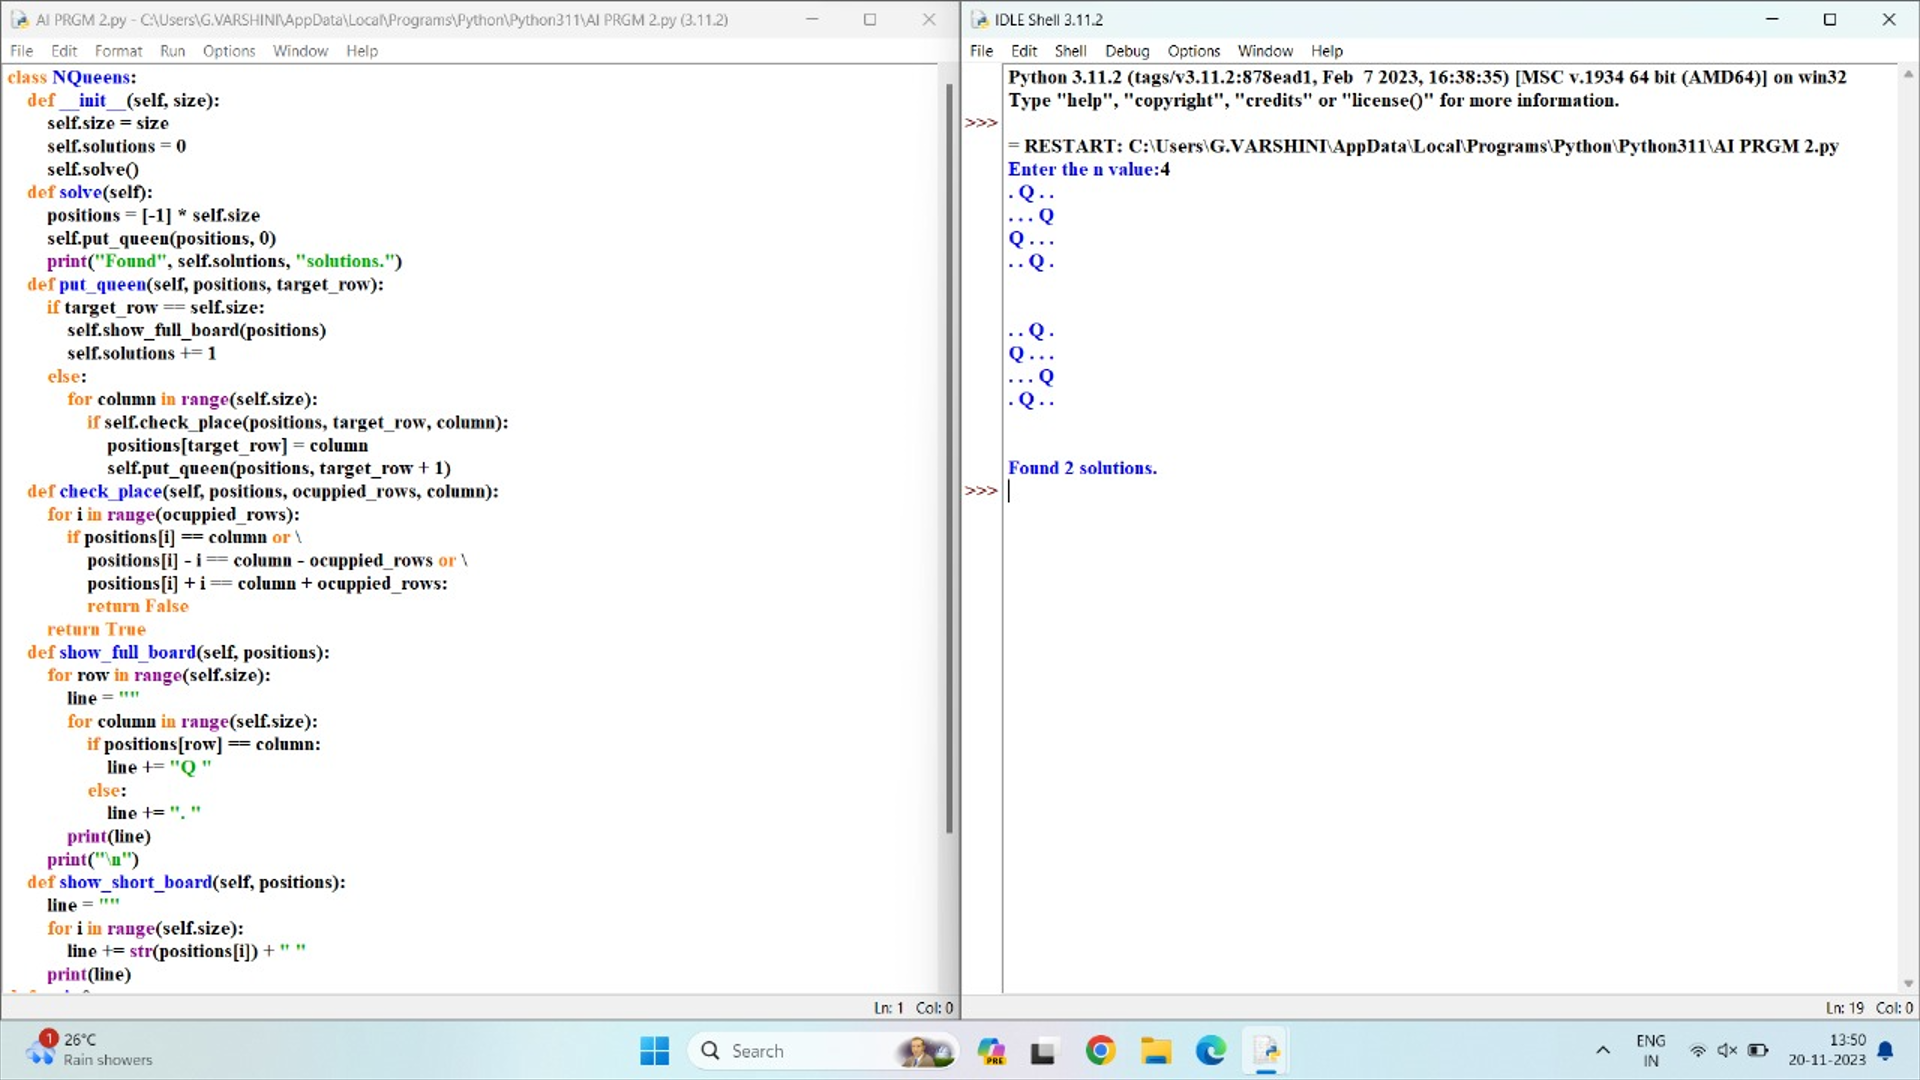 AI PRGM 2.py - C:\Users\G.VARSHINI\AppData\Local\Programs\Python\Python311\AI PRGM 2.py (3.11.2)
File Edit Format Run Options Window Help
class NQueens:
    def __init__(self, size):
        self.size = size
        self.solutions = 0
        self.solve()
    def solve(self):
        positions = [-1] * self.size
        self.put_queen(positions, 0)
        print("Found", self.solutions, "solutions.")
    def put_queen(self, positions, target_row):
        if target_row == self.size:
            self.show_full_board(positions)
            self.solutions += 1
        else:
            for column in range(self.size):
                if self.check_place(positions, target_row, column):
                    positions[target_row] = column
                    self.put_queen(positions, target_row + 1)
    def check_place(self, positions, ocuppied_rows, column):
        for i in range(ocuppied_rows):
            if positions[i] == column or \
                positions[i] - i == column - ocuppied_rows or \
                positions[i] + i == column + ocuppied_rows:
                return False
        return True
    def show_full_board(self, positions):
        for row in range(self.size):
            line = ""
            for column in range(self.size):
                if positions[row] == column:
                    line += "Q "
                else:
                    line += ". "
            print(line)
        print("\n")
    def show_short_board(self, positions):
        line = ""
        for i in range(self.size):
            line += str(positions[i]) + " "
        print(line)
Ln: 1 Col: 0
IDLE Shell 3.11.2
File Edit Shell Debug Options Window Help
Python 3.11.2 (tags/v3.11.2:878ead1, Feb  7 2023, 16:38:35) [MSC v.1934 64 bit (AMD64)] on win32
Type "help", "copyright", "credits" or "license()" for more information.
>>>
= RESTART: C:\Users\G.VARSHINI\AppData\Local\Programs\Python\Python311\AI PRGM 2.py
Enter the n value:4
. Q . .
. . . Q
Q . . .
. . Q .
. . Q .
Q . . .
. . . Q
. Q . .
Found 2 solutions.
>>>
Ln: 19 Col: 0
1
26°C
Rain showers
Search
PRE
ENG
IN
13:50
20-11-2023